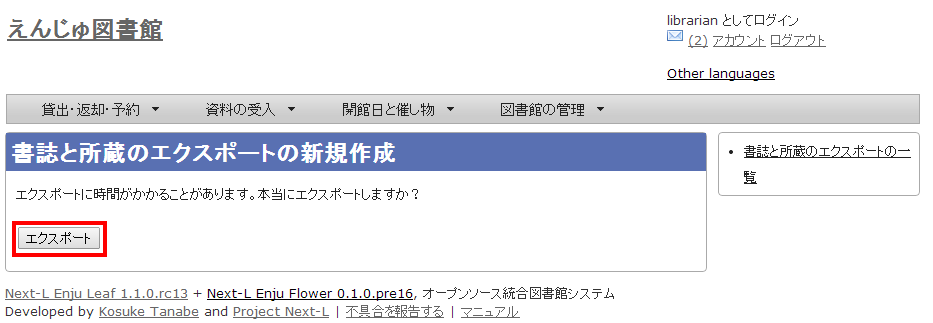 えんじゅ図書館
librarian としてログイン
(2) アカウント ログアウト
Other languages
貸出・返却・予約 ▼ 資料の受入 ▼ 開館日と催し物 ▼ 図書館の管理 ▼
書誌と所蔵のエクスポートの新規作成
エクスポートに時間がかかることがあります。本当にエクスポートしますか？
エクスポート
• 書誌と所蔵のエクスポートの一
覧
Next-L Enju Leaf 1.1.0.rc13 + Next-L Enju Flower 0.1.0.pre16, オープンソース統合図書館システム
Developed by Kosuke Tanabe and Project Next-L | 不具合を報告する | マニュアル